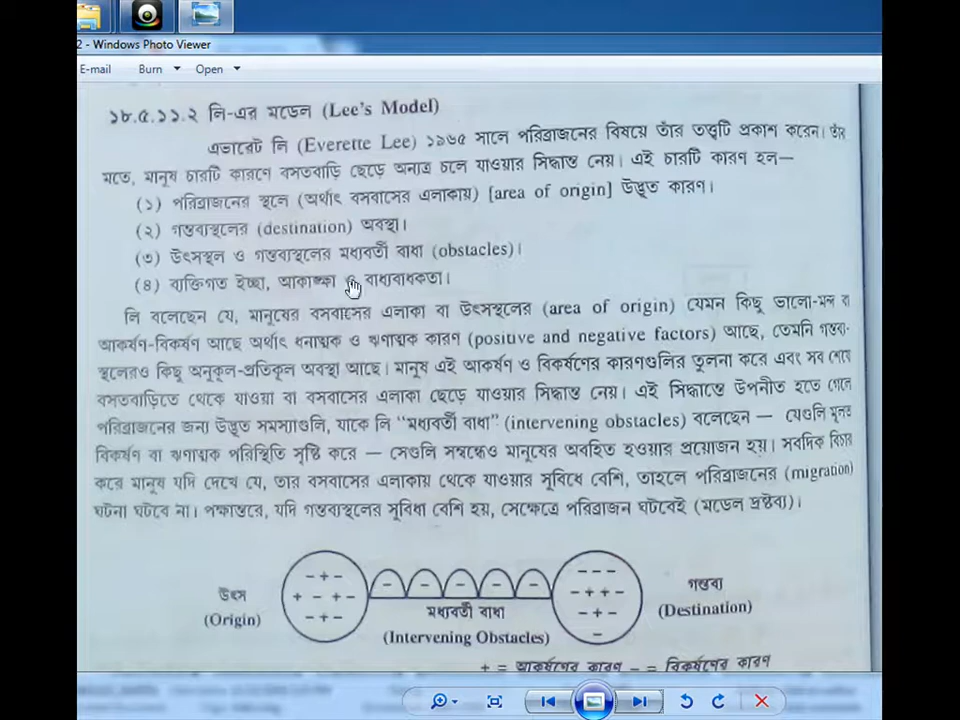 2 - Windows Photo Viewer
E-mail Burn Open
১৮.৫.১১.২ লি-এর মডেল (Lee's Model)
এভারেট লি (Everette Lee) ১৯৬৫ সালে পরিব্রাজনের বিষয়ে তাঁর তত্ত্বটি প্রকাশ করেন। তাঁর
মতে, মানুষ চারটি কারণে বসতবাড়ি ছেড়ে অন্যত্র চলে যাওয়ার সিদ্ধান্ত নেয়। এই চারটি কারণ হল—
(১) পরিব্রাজনের স্থলে (অর্থাৎ বসবাসের এলাকায়) [area of origin] উদ্ভূত কারণ।
(২) গন্তব্যস্থলের (destination) অবস্থা।
(৩) উৎসস্থল ও গন্তব্যস্থলের মধ্যবর্তী বাধা (obstacles)।
(৪) ব্যক্তিগত ইচ্ছা, আকাঙ্ক্ষা ও বাধ্যবাধকতা।
লি বলেছেন যে, মানুষের বসবাসের এলাকা বা উৎসস্থলের (area of origin) যেমন কিছু ভালো-মন্দ বা
আকর্ষণ-বিকর্ষণ আছে অর্থাৎ ধনাত্মক ও ঋণাত্মক কারণ (positive and negative factors) আছে, তেমনি গন্তব্য-
স্থলেরও কিছু অনুকূল-প্রতিকূল অবস্থা আছে। মানুষ এই আকর্ষণ ও বিকর্ষণের কারণগুলির তুলনা করে এবং সব শেষে
বসতবাড়িতে থেকে যাওয়া বা বসবাসের এলাকা ছেড়ে যাওয়ার সিদ্ধান্ত নেয়। এই সিদ্ধান্তে উপনীত হতে গেলে
পরিব্রাজনের জন্য উদ্ভূত সমস্যাগুলি, যাকে লি “মধ্যবর্তী বাধা” (intervening obstacles) বলেছেন — যেগুলি মূলত
বিকর্ষণ বা ঋণাত্মক পরিস্থিতি সৃষ্টি করে — সেগুলি সম্বন্ধেও মানুষের অবহিত হওয়ার প্রয়োজন হয়। সবদিক বিচার
করে মানুষ যদি দেখে যে, তার বসবাসের এলাকায় থেকে যাওয়ার সুবিধে বেশি, তাহলে পরিব্রাজনের (migration)
ঘটনা ঘটবে না। পক্ষান্তরে, যদি গন্তব্যস্থলের সুবিধা বেশি হয়, সেক্ষেত্রে পরিব্রাজন ঘটবেই (মডেল দ্রষ্টব্য)।
উৎস
(Origin)
- + -
+ - + -
- + -
- - - - -
মধ্যবর্তী বাধা
(Intervening Obstacles)
- - -
- + + +
- + -
-
গন্তব্য
(Destination)
+ = আকর্ষণের কারণ - = বিকর্ষণের কারণ